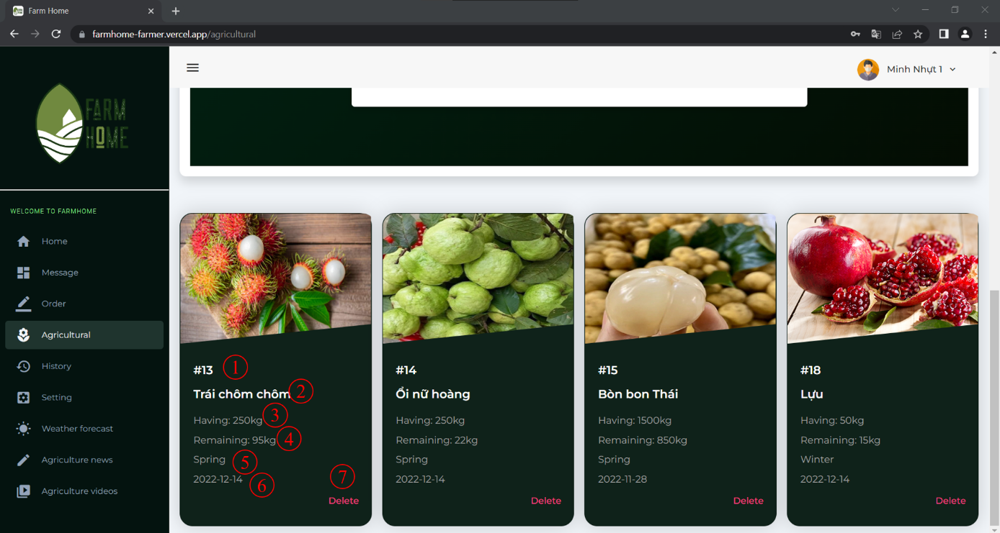 Farm Home
farmhome-farmer.vercel.app/agricultural
FARM
HOME
Minh Nhựt 1
WELCOME TO FARMHOME
Home
Message
Order
Agricultural
History
Setting
Weather forecast
Agriculture news
Agriculture videos
#13 1
Trái chôm chôm 2
Having: 250kg 3
Remaining: 95kg 4
Spring 5
2022-12-14 6
7
Delete
#14
Ổi nữ hoàng
Having: 250kg
Remaining: 22kg
Spring
2022-12-14
Delete
#15
Bòn bon Thái
Having: 1500kg
Remaining: 850kg
Spring
2022-11-28
Delete
#18
Lựu
Having: 50kg
Remaining: 15kg
Winter
2022-12-14
Delete